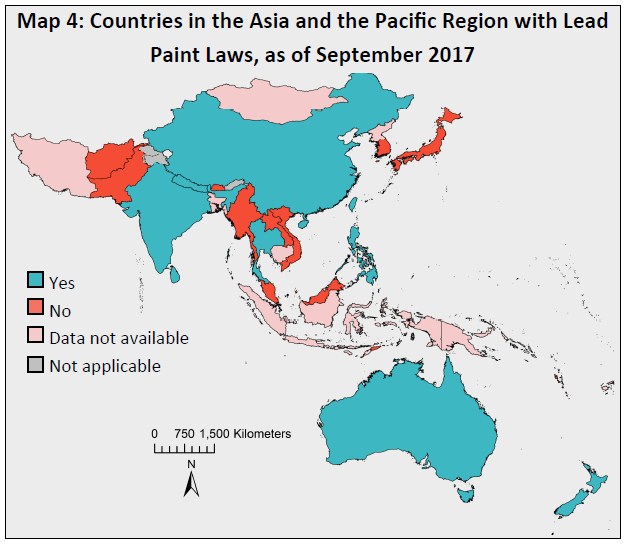 Map 4: Countries in the Asia and the Pacific Region with Lead
Paint Laws, as of September 2017
Yes
No
Data not available
Not applicable
0 750 1,500 Kilometers
N